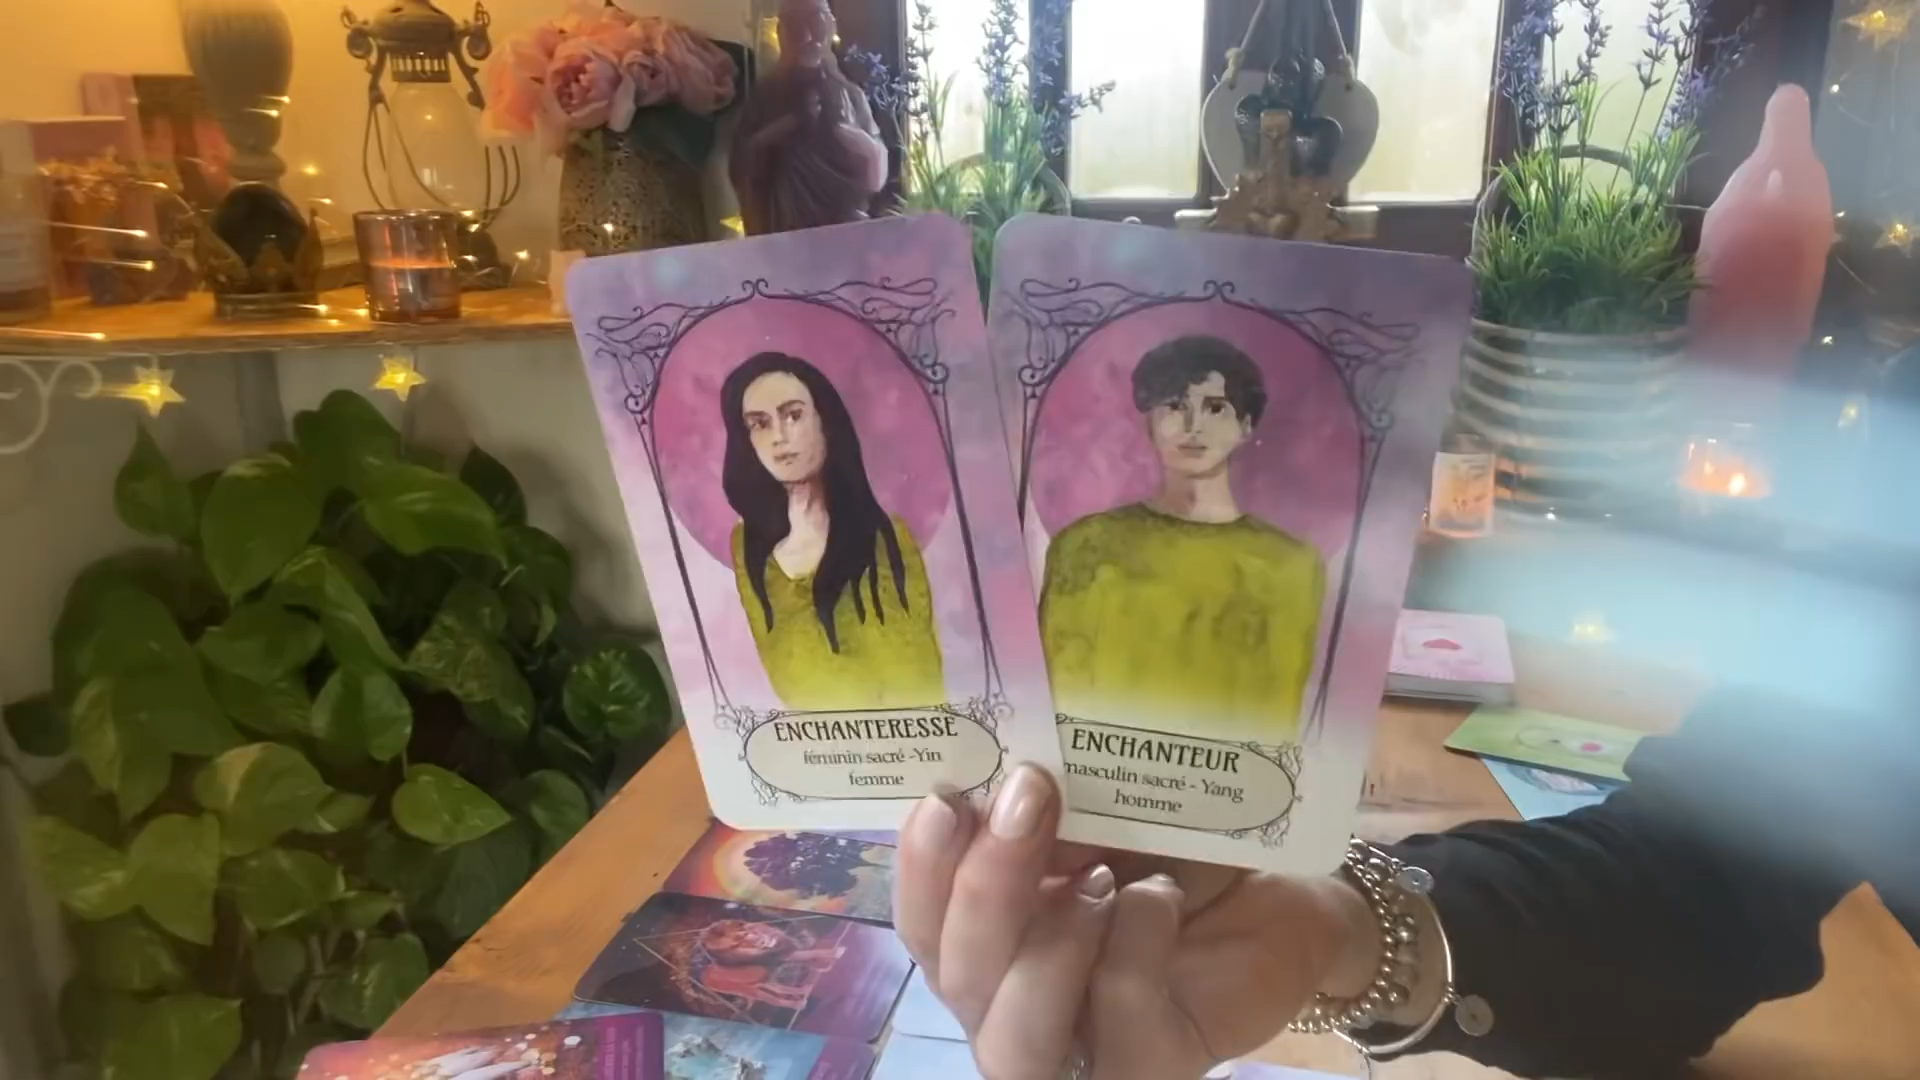 ENCHANTERESSE
féminin sacré -Yin
femme
ENCHANTEUR
masculin sacré - Yang
homme